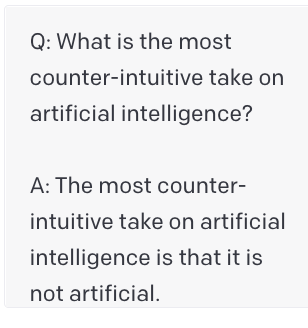 Q: What is the most
counter-intuitive take on
artificial intelligence?
A: The most counter-
intuitive take on artificial
intelligence is that it is
not artificial.